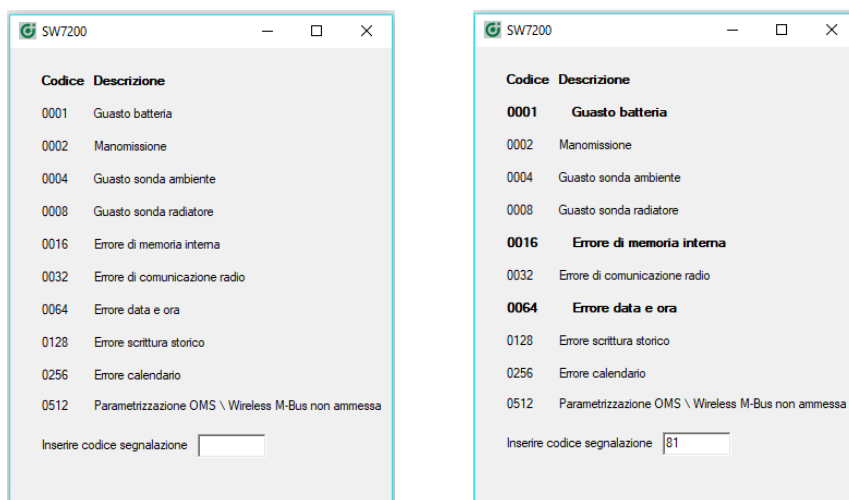 SW7200
Codice Descrizione
0001 Guasto batteria
0002 Manomissione
0004 Guasto sonda ambiente
0008 Guasto sonda radiatore
0016 Errore di memoria interna
0032 Errore di comunicazione radio
0064 Errore data e ora
0128 Errore scrittura storico
0256 Errore calendario
0512 Parametrizzazione OMS \ Wireless M-Bus non ammessa
Inserire codice segnalazione
SW7200
Codice Descrizione
0001 Guasto batteria
0002 Manomissione
0004 Guasto sonda ambiente
0008 Guasto sonda radiatore
0016 Errore di memoria interna
0032 Errore di comunicazione radio
0064 Errore data e ora
0128 Errore scrittura storico
0256 Errore calendario
0512 Parametrizzazione OMS \ Wireless M-Bus non ammessa
Inserire codice segnalazione 81